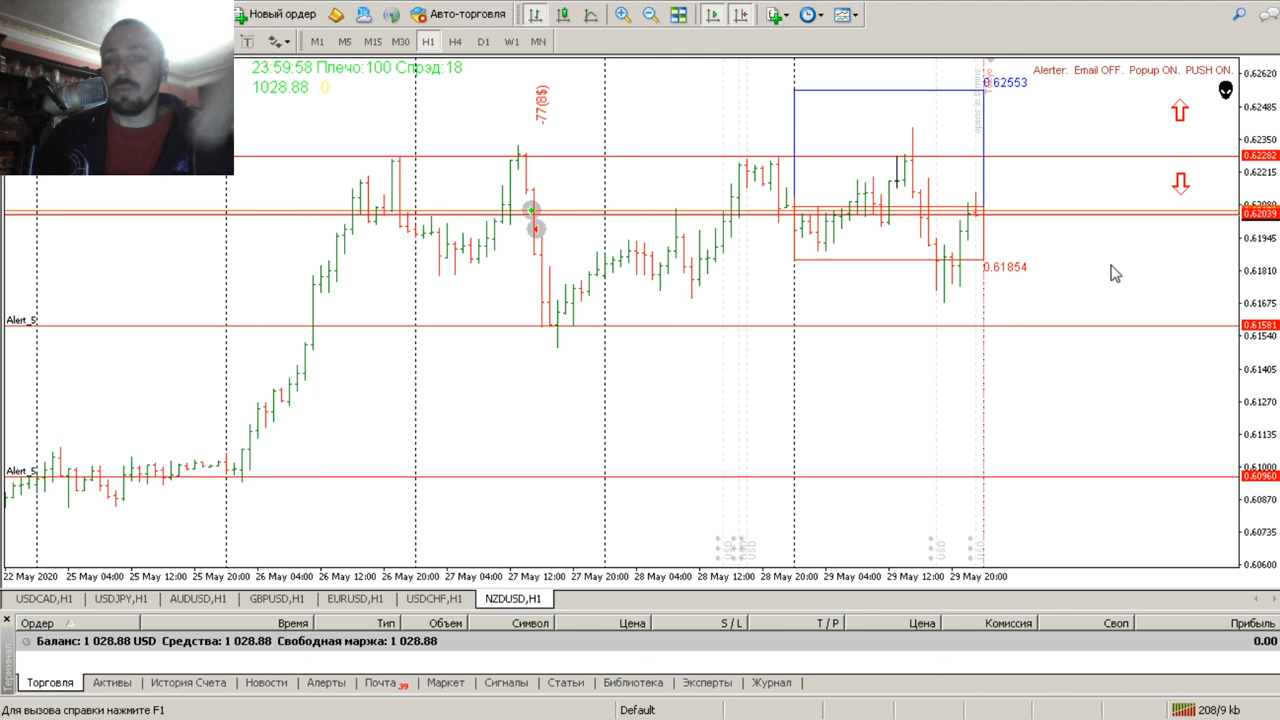 Новый ордер
Авто-торговля
T
M1 M5 M15 M30 H1 H4 D1 W1 MN
23:59:58 Плечо:100 Спрэд:18
1028.88 0
-77(8$)
Alerter: Email OFF. Popup ON. PUSH ON.
0.62553
0.61854
Alert_5
Alert_5
0.62620
0.62485
0.62350
0.62282
0.62215
0.62039
0.61945
0.61810
0.61675
0.61581
0.61540
0.61405
0.61270
0.61135
0.61000
0.60960
0.60870
0.60735
0.60600
USD
USD
USD
USD
22 May 2020 25 May 04:00 25 May 12:00 25 May 20:00 26 May 04:00 26 May 12:00 26 May 20:00 27 May 12:00 27 May 20:00 28 May 04:00 28 May 12:00 28 May 20:00 29 May 04:00 29 May 12:00 29 May 20:00
USDCAD,H1 USDJPY,H1 AUDUSD,H1 GBPUSD,H1 EURUSD,H1 USDCHF,H1 NZDUSD,H1
Ордер Время Тип Объем Символ Цена S / L T / P Цена Комиссия Своп Прибыль
Баланс: 1 028.88 USD Средства: 1 028.88 Свободная маржа: 1 028.88 0.00
Терминал
Торговля Активы История Счета Новости Алерты Почта 39 Маркет Сигналы Статьи Библиотека Эксперты Журнал
Для вызова справки нажмите F1 Default 208/9 kb